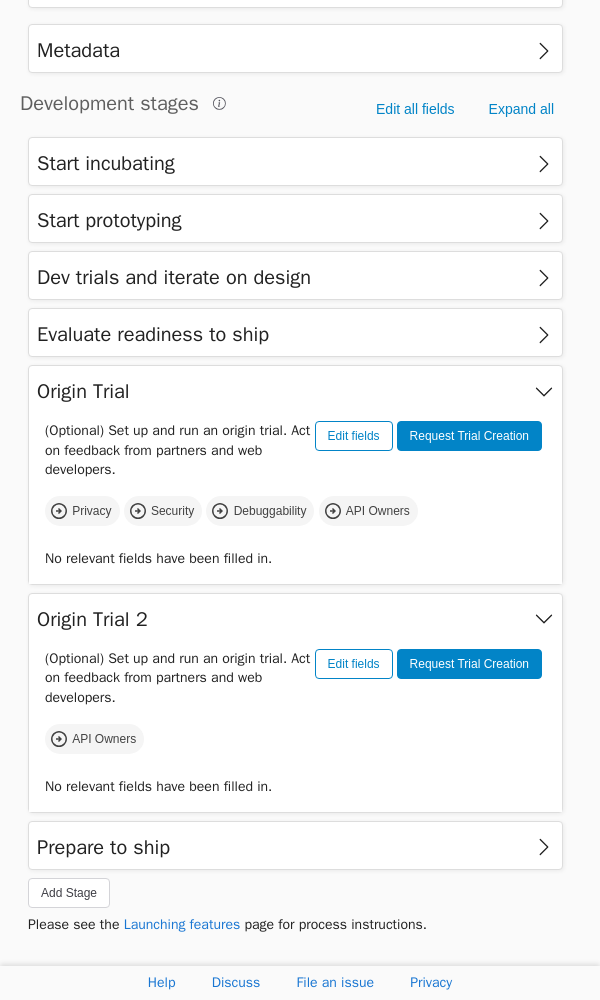 Metadata
Development stages
Edit all fields
Expand all
Start incubating
Start prototyping
Dev trials and iterate on design
Evaluate readiness to ship
Origin Trial
(Optional) Set up and run an origin trial. Act
on feedback from partners and web
developers.
Edit fields
Request Trial Creation
Privacy
Security
Debuggability
API Owners
No relevant fields have been filled in.
Origin Trial 2
(Optional) Set up and run an origin trial. Act
on feedback from partners and web
developers.
Edit fields
Request Trial Creation
API Owners
No relevant fields have been filled in.
Prepare to ship
Add Stage
Please see the Launching features page for process instructions.
Help
Discuss
File an issue
Privacy